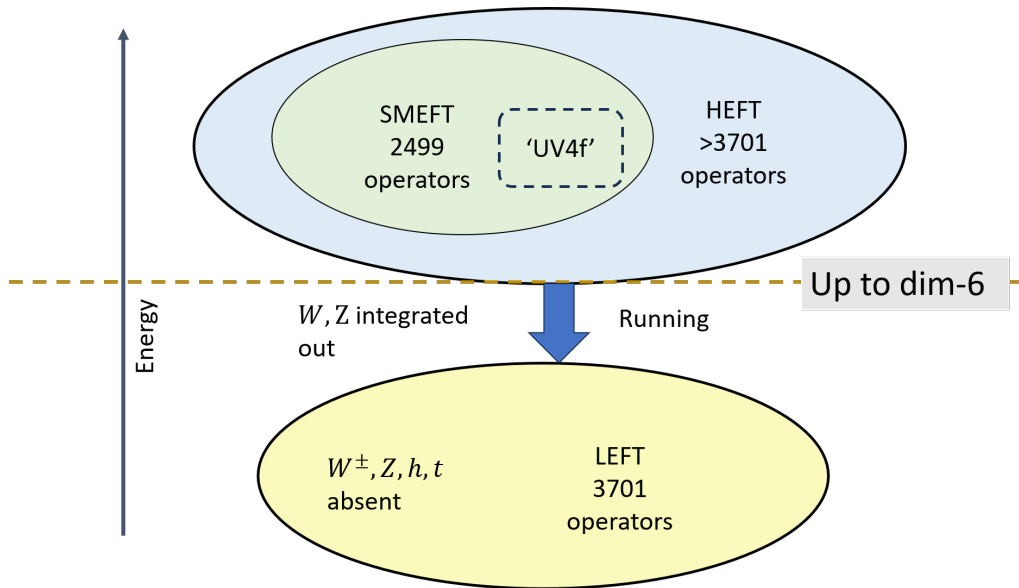 SMEFT
2499
operators
‘UV4f’
HEFT
>3701
operators
Up to dim-6
W, Z integrated
out
Running
Energy
W±, Z, h, t
absent
LEFT
3701
operators